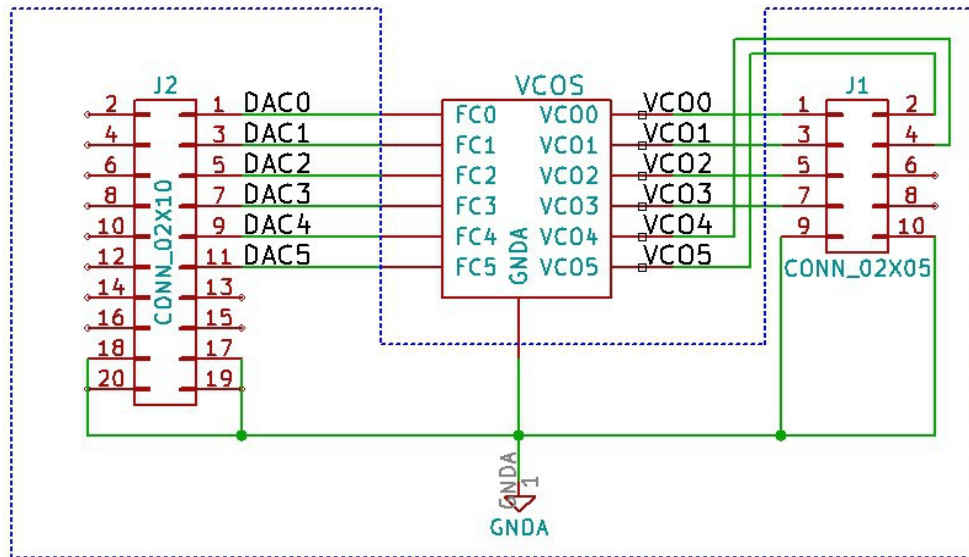 J2 VCOS J1
2 1 DAC0 FC0 VCO0 VCO0 1 2
4 3 DAC1 FC1 VCO1 VCO1 3 4
6 5 DAC2 FC2 VCO2 VCO2 5 6
8 7 DAC3 FC3 VCO3 VCO3 7 8
10 9 DAC4 FC4 VCO4 VCO4 9 10
12 11 DAC5 FC5 VCO5 VCO5
CONN_02X10
GNDA
CONN_02X05
14 13
16 15
18 17
20 19
GNDA 1
GNDA